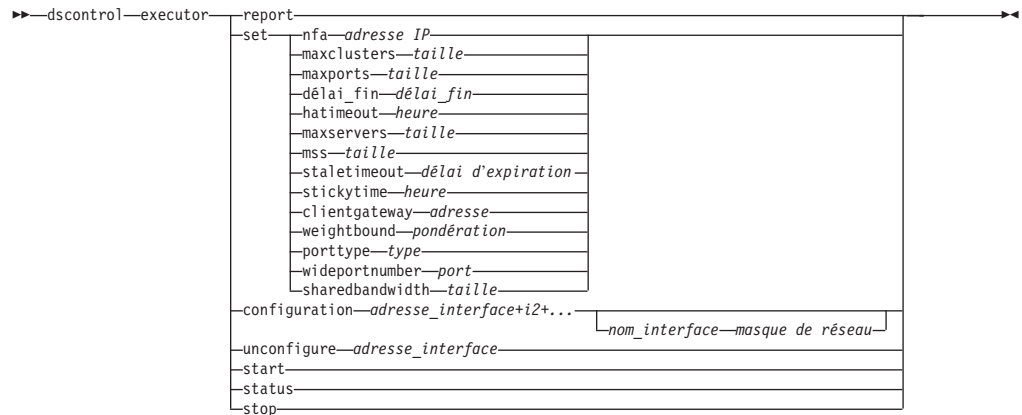 dscontrol executor report
set nfa adresse IP
maxclusters taille
maxports taille
délai_fin délai_fin
hatimeout heure
maxservers taille
mss taille
staletimeout délai d'expiration
stickytime heure
clientgateway adresse
weightbound pondération
porttype type
wideportnumber port
sharedbandwidth taille
configuration adresse_interface+i2+...
nom_interface masque de réseau
unconfigure adresse_interface
start
status
stop